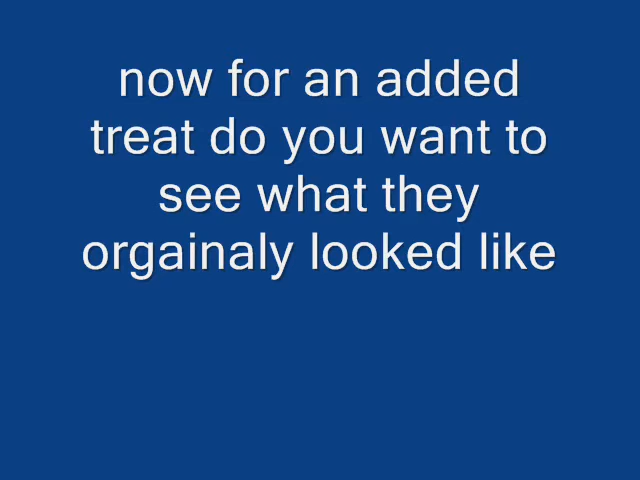 now for an added
treat do you want to
see what they
orgainaly looked like